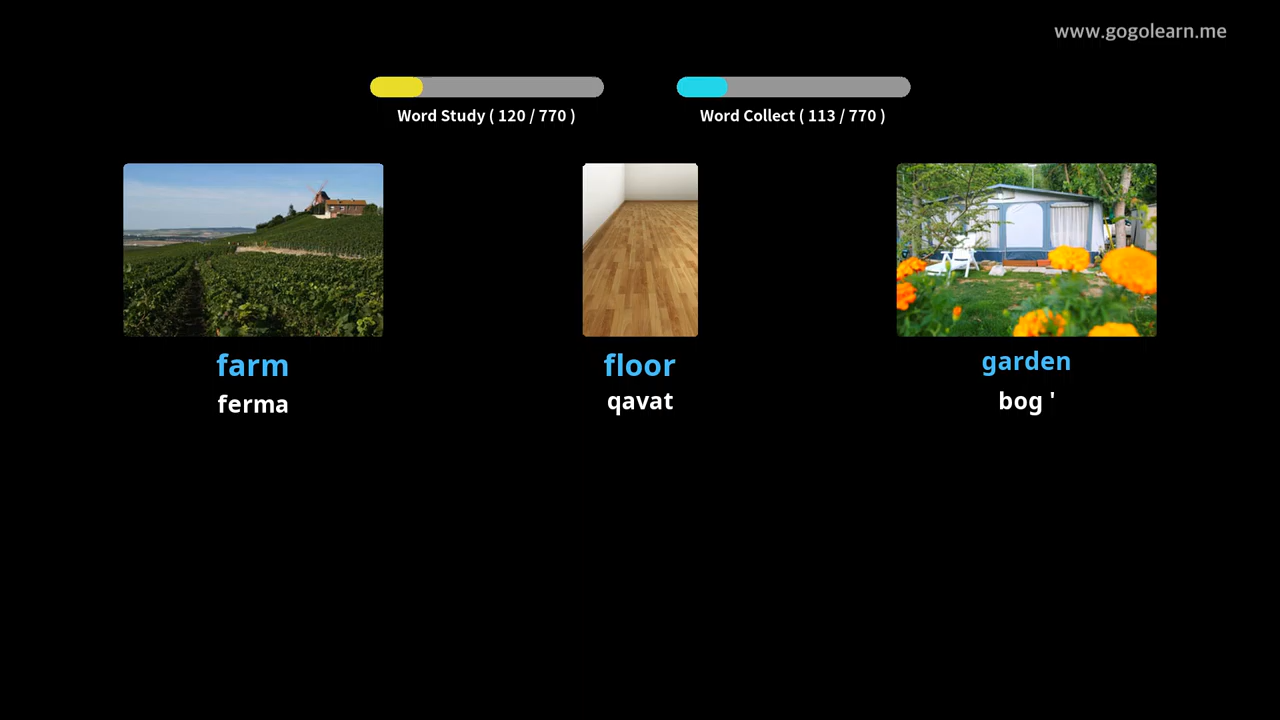 www.gogolearn.me
Word Study ( 120 / 770 )
Word Collect ( 113 / 770 )
farm
floor
garden
ferma
qavat
bog '